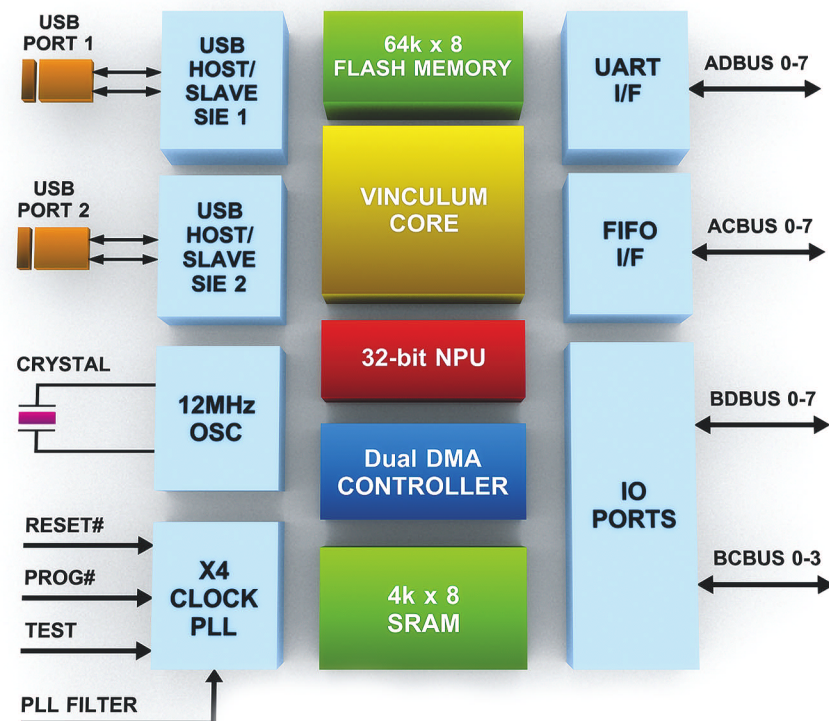 USB
PORT 1
USB
HOST/
SLAVE
SIE 1
64k x 8
FLASH MEMORY
UART
I/F
ADBUS 0-7
USB
PORT 2
USB
HOST/
SLAVE
SIE 2
VINCULUM
CORE
FIFO
I/F
ACBUS 0-7
CRYSTAL
12MHz
OSC
32-bit NPU
Dual DMA
CONTROLLER
IO
PORTS
BDBUS 0-7
BCBUS 0-3
RESET#
PROG#
TEST
PLL FILTER
X4
CLOCK
PLL
4k x 8
SRAM